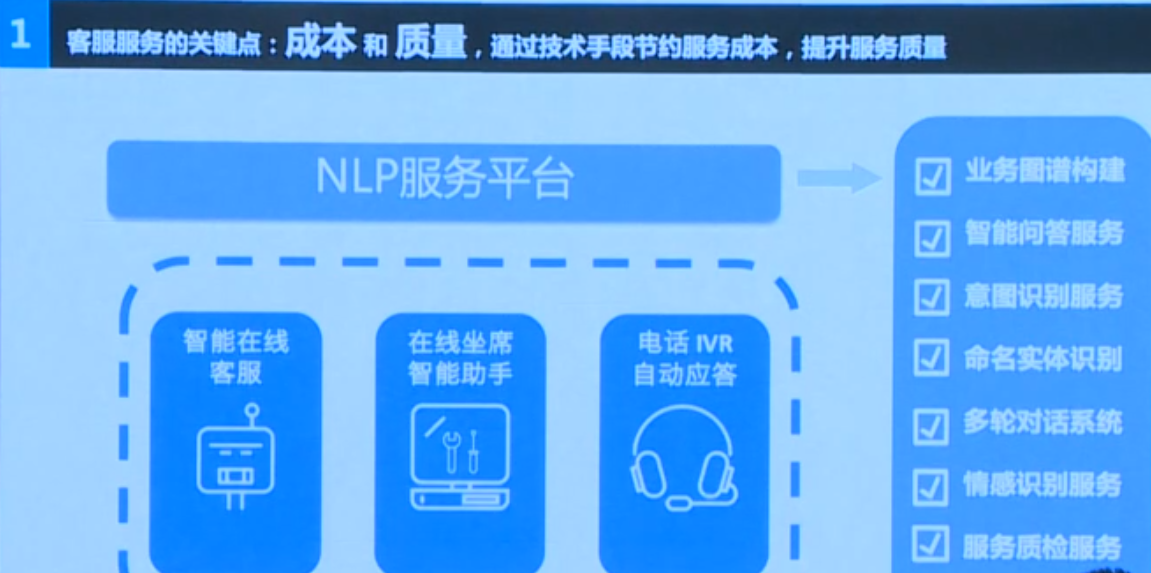 1
客服服务的关键点：成本 和 质量，通过技术手段节约服务成本，提升服务质量
NLP服务平台
智能在线
客服
在线坐席
智能助手
电话 IVR
自动应答
业务图谱构建
智能问答服务
意图识别服务
命名实体识别
多轮对话系统
情感识别服务
服务质检服务